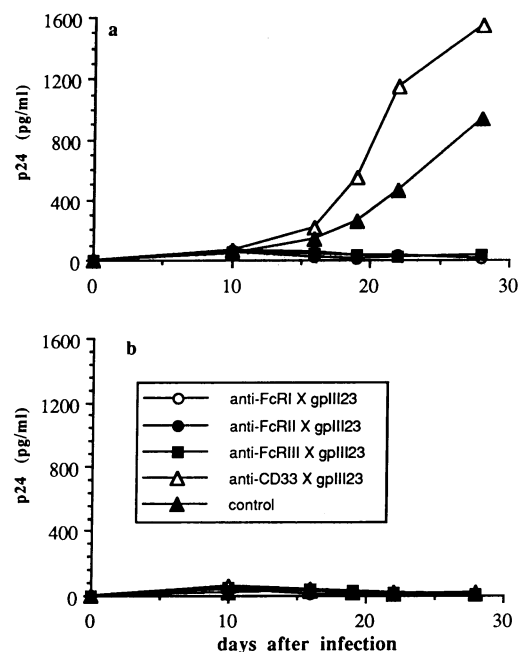 a
p24 (pg/ml)
1600
1200
800
400
0
0 10 20 30
b
p24 (pg/ml)
1600
1200
800
400
0
anti-FcRI X gpIII23
anti-FcRII X gpIII23
anti-FcRIII X gpIII23
anti-CD33 X gpIII23
control
0 10 20 30
days after infection